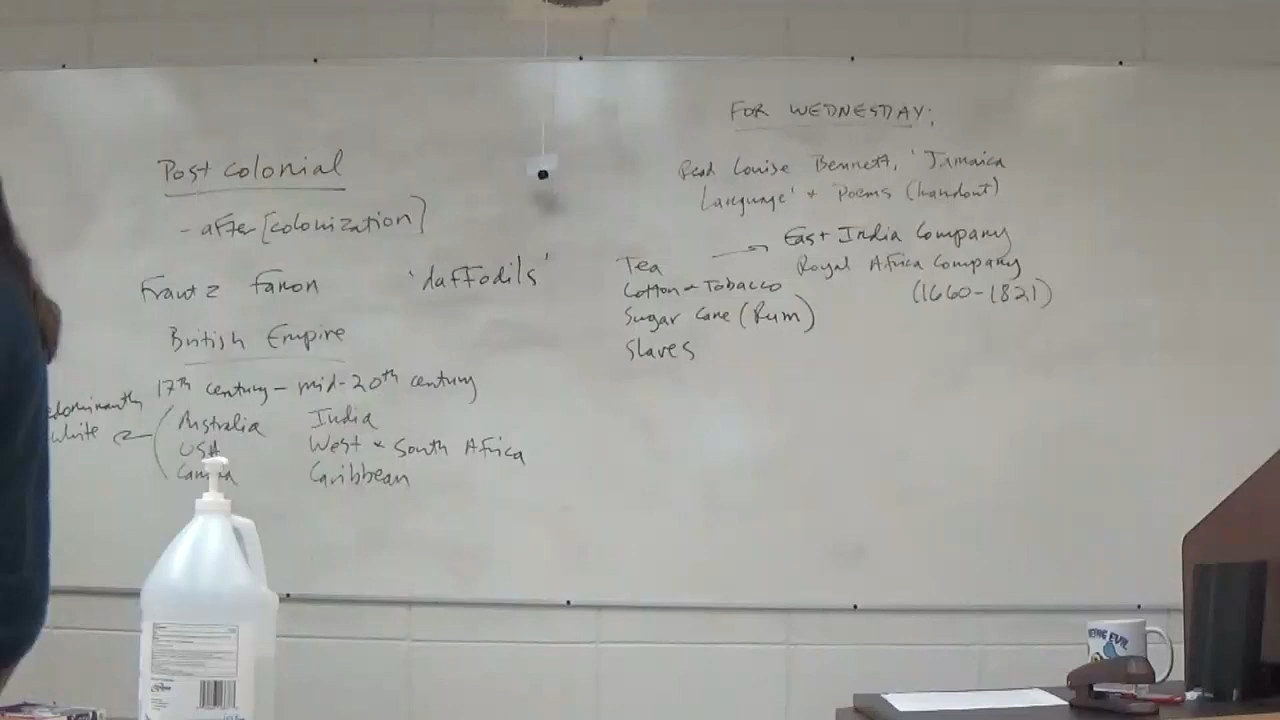 Post colonial
- after [colonization]
Frantz Fanon 'daffodils'
British Empire
17th century - mid-20th century
white
Australia India
USA West & South Africa
Caribbean
FOR WEDNESDAY:
Read Louise Bennett, 'Jamaica
Language' + Poems (handout)
→ East India Company
Tea Royal Africa Company
Cotton & Tobacco (1660-1821)
Sugar Cane (Rum)
Slaves
EVIL